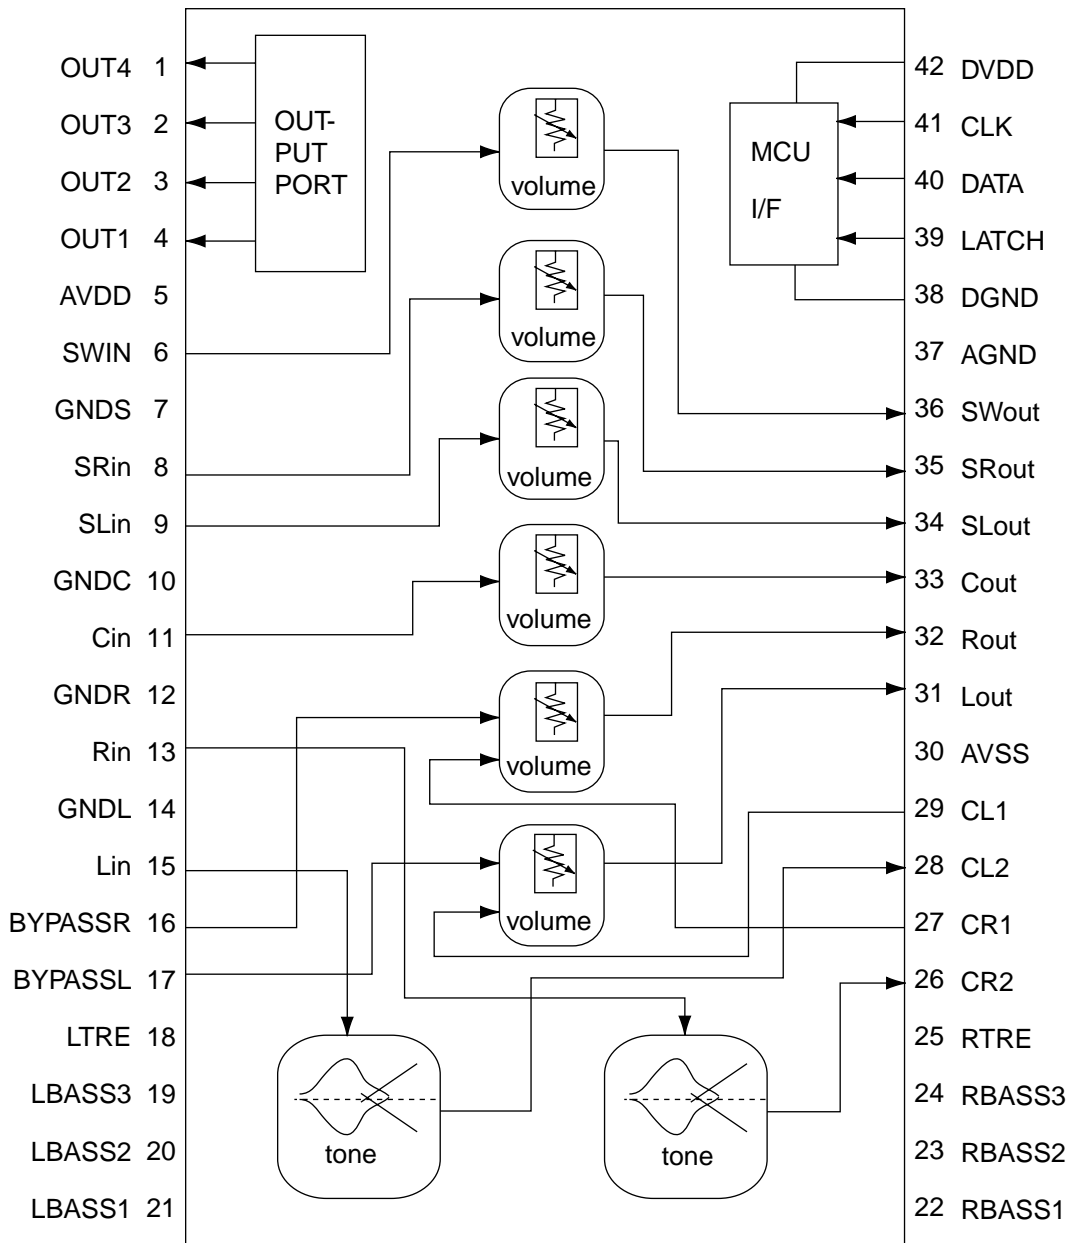 OUT4 1
OUT3 2
OUT2 3
OUT1 4
AVDD 5
SWIN 6
GNDS 7
SRin 8
SLin 9
GNDC 10
Cin 11
GNDR 12
Rin 13
GNDL 14
Lin 15
BYPASSR 16
BYPASSL 17
LTRE 18
LBASS3 19
LBASS2 20
LBASS1 21
OUT-
PUT
PORT
volume
volume
volume
volume
volume
volume
tone
tone
MCU
I/F
42 DVDD
41 CLK
40 DATA
39 LATCH
38 DGND
37 AGND
36 SWout
35 SRout
34 SLout
33 Cout
32 Rout
31 Lout
30 AVSS
29 CL1
28 CL2
27 CR1
26 CR2
25 RTRE
24 RBASS3
23 RBASS2
22 RBASS1